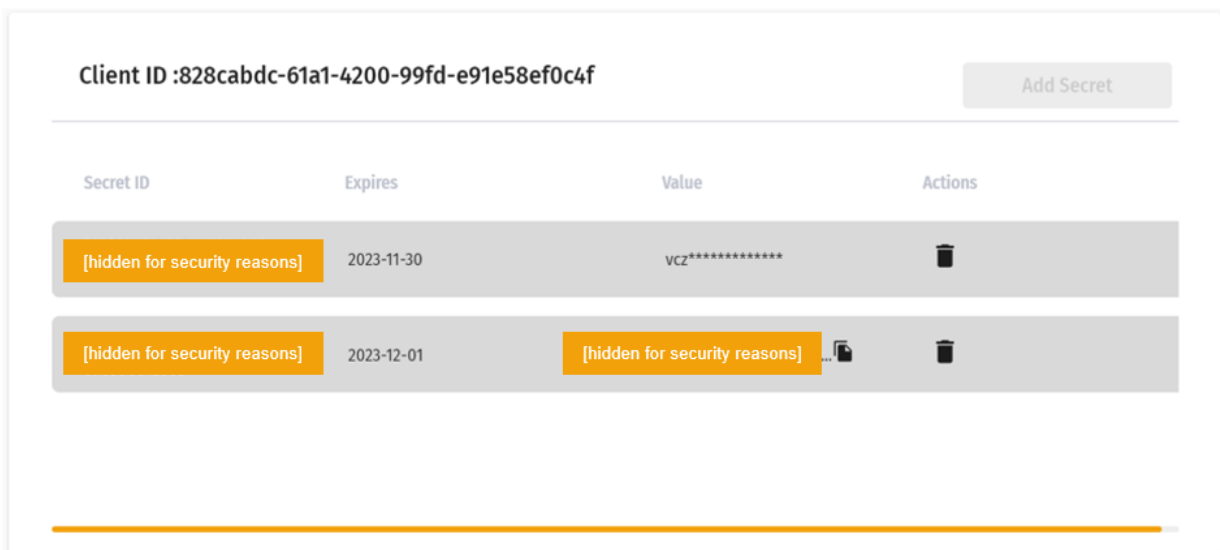 Client ID :828cabdc-61a1-4200-99fd-e91e58ef0c4f
Add Secret
Secret ID Expires Value Actions
[hidden for security reasons] 2023-11-30 vcz*************
[hidden for security reasons] 2023-12-01 [hidden for security reasons] ...